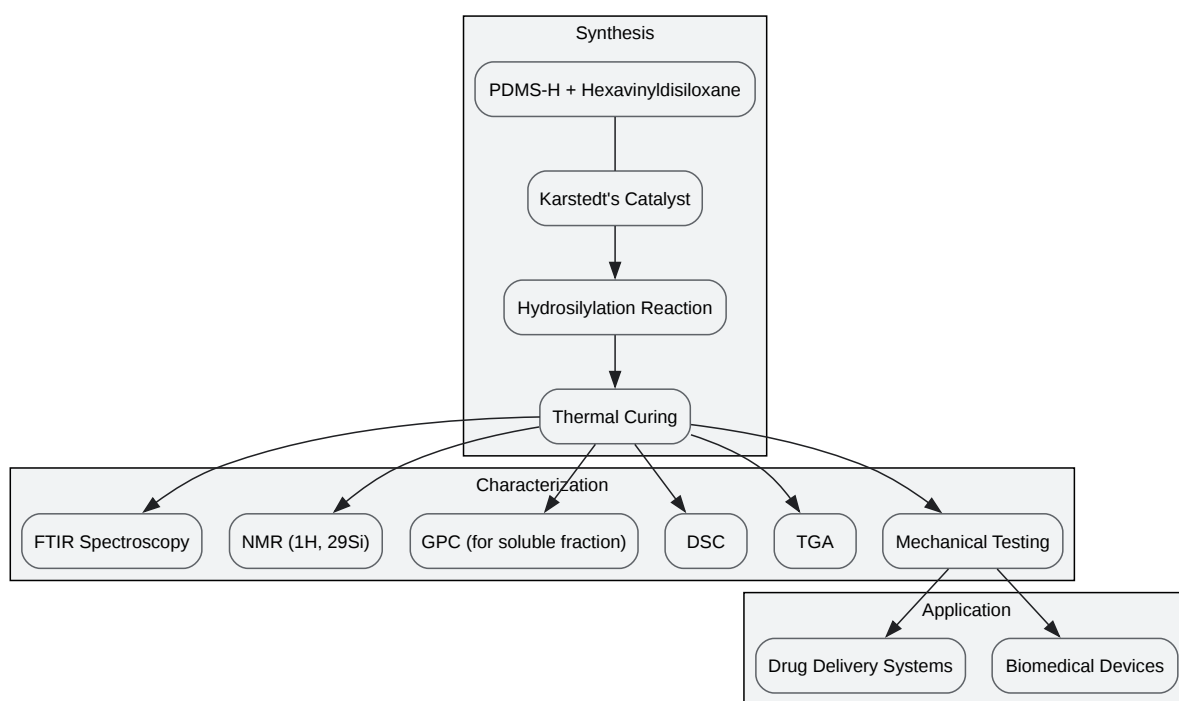 Synthesis
PDMS-H + Hexavinyldisiloxane
Karstedt's Catalyst
Hydrosilylation Reaction
Thermal Curing
Characterization
FTIR Spectroscopy
NMR (1H, 29Si)
GPC (for soluble fraction)
DSC
TGA
Mechanical Testing
Application
Drug Delivery Systems
Biomedical Devices